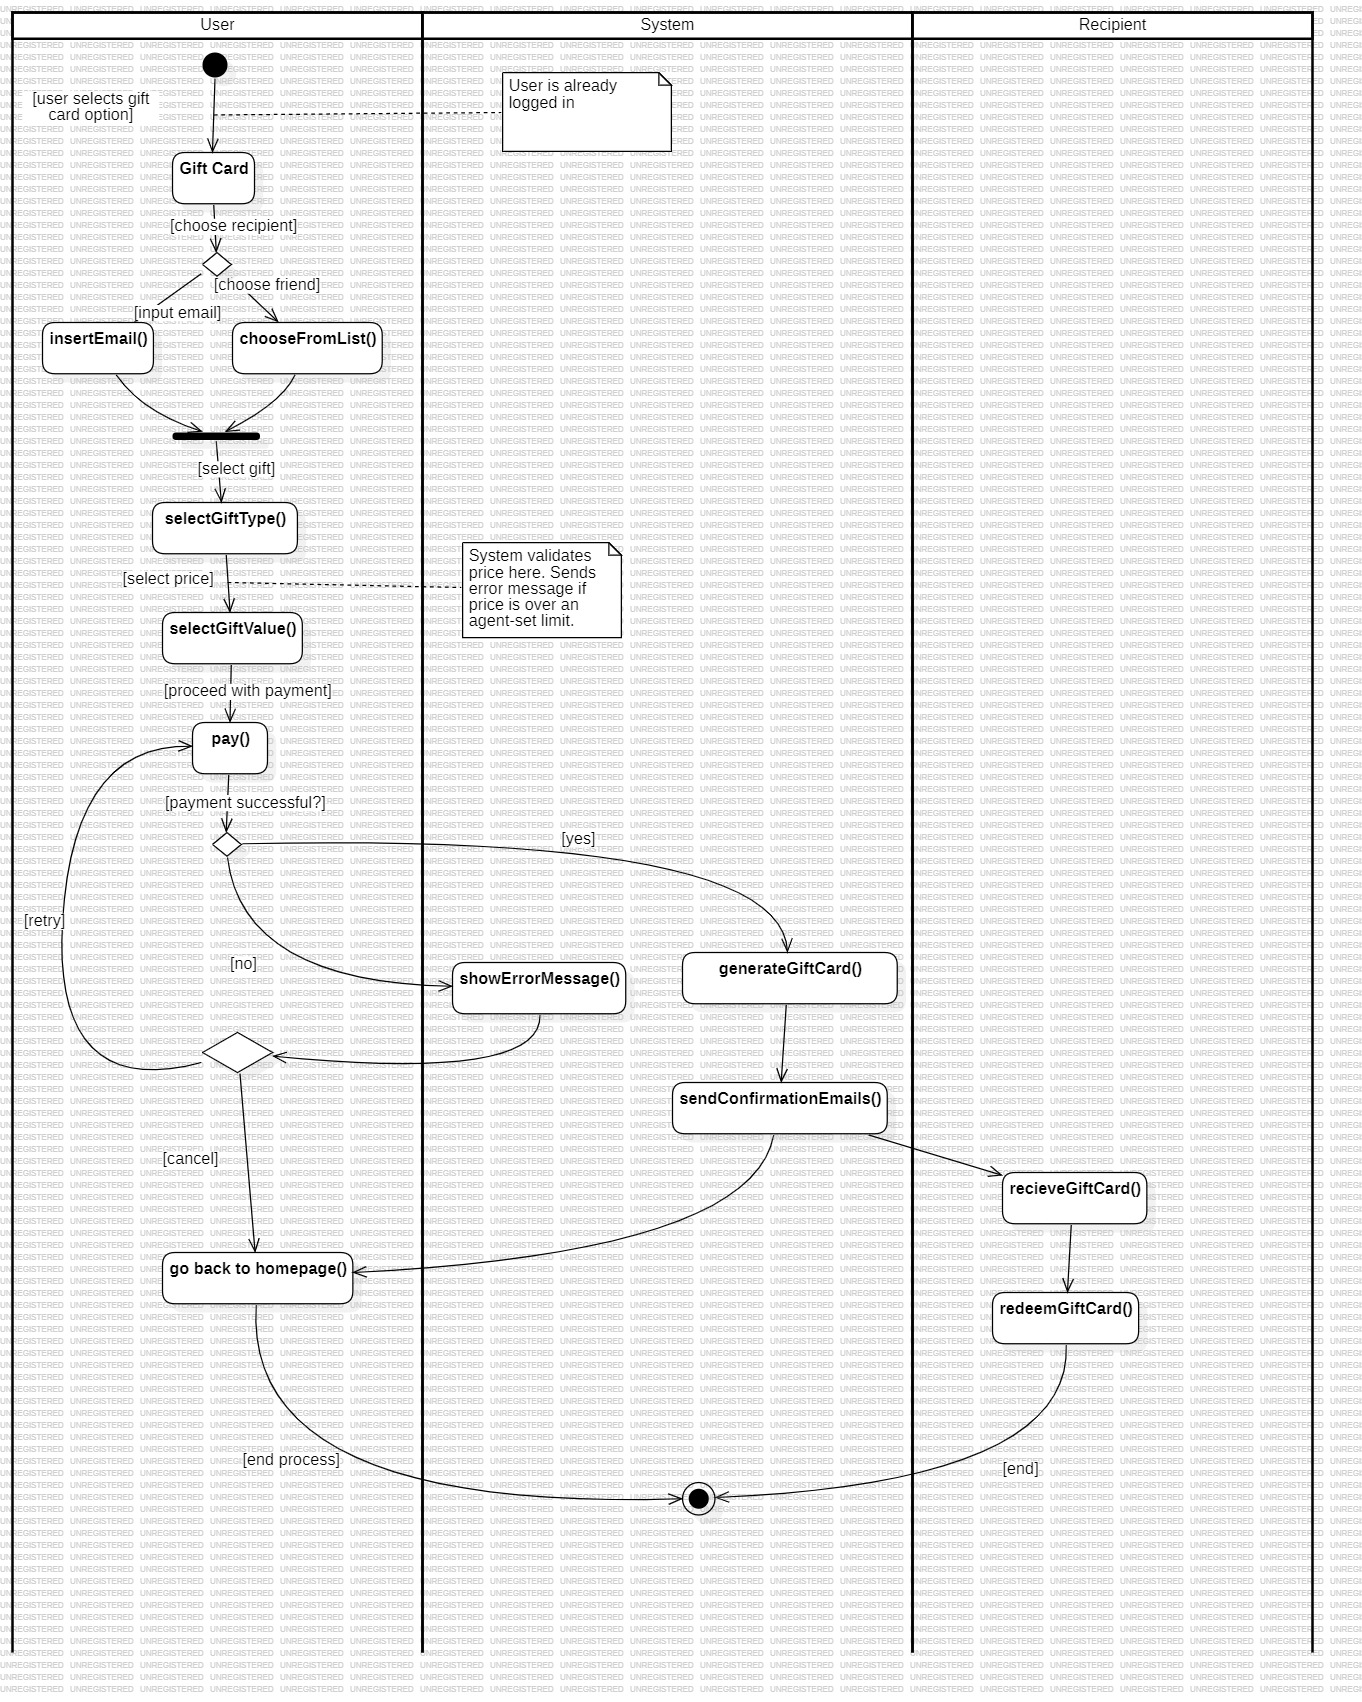 User
System
Recipient
[user selects gift
card option]
User is already
logged in
Gift Card
[choose recipient]
[choose friend]
[input email]
insertEmail()
chooseFromList()
[select gift]
selectGiftType()
[select price]
System validates
price here. Sends
error message if
price is over an
agent-set limit.
selectGiftValue()
[proceed with payment]
pay()
[payment successful?]
[yes]
[retry]
[no]
showErrorMessage()
generateGiftCard()
sendConfirmationEmails()
[cancel]
recieveGiftCard()
go back to homepage()
redeemGiftCard()
[end process]
[end]
UNREGISTERED